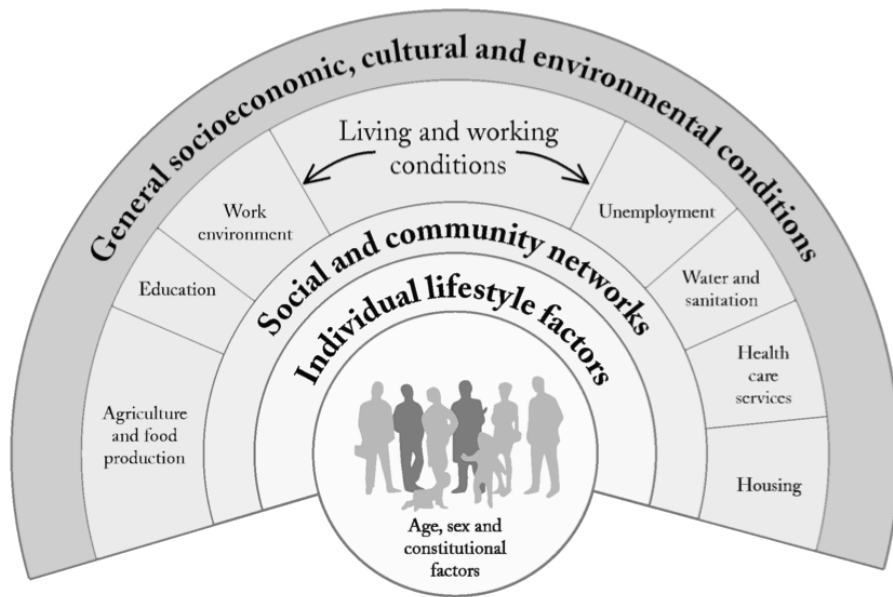 General socioeconomic, cultural and environmental conditions
Living and working
conditions
Work
environment
Unemployment
Education
Water and
sanitation
Agriculture
and food
production
Health
care
services
Housing
Social and community networks
Individual lifestyle factors
Age, sex and
constitutional
factors